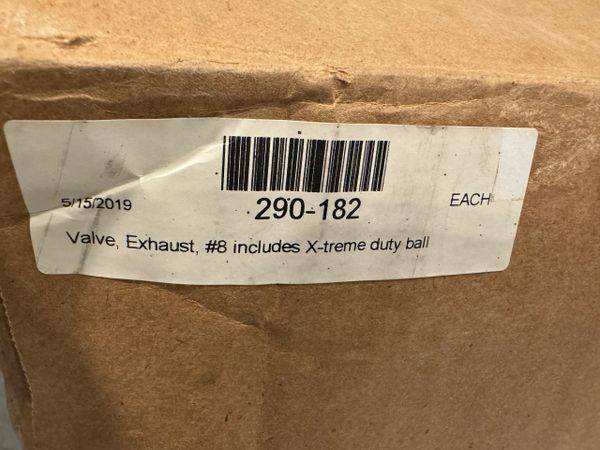 5/15/2019
290-182
EACH
Valve, Exhaust, #8 includes X-treme duty ball